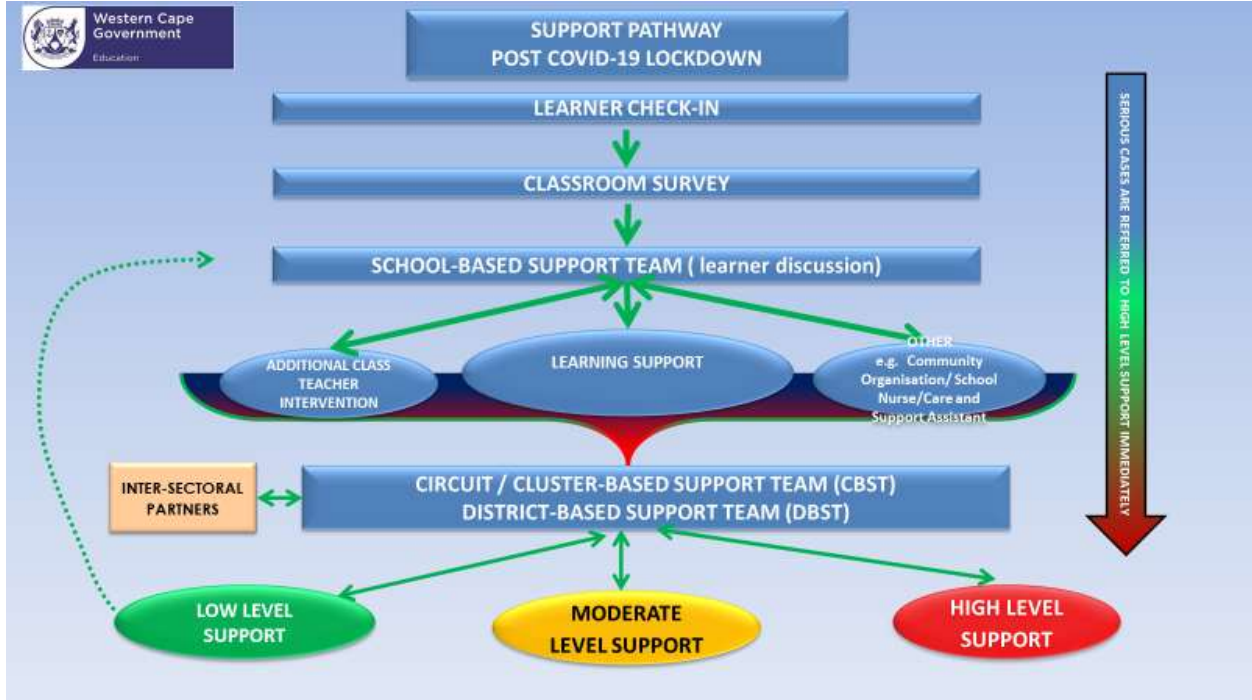 Western Cape
Government
Education
SUPPORT PATHWAY
POST COVID-19 LOCKDOWN
LEARNER CHECK-IN
CLASSROOM SURVEY
SCHOOL-BASED SUPPORT TEAM ( learner discussion)
ADDITIONAL CLASS
TEACHER
INTERVENTION
LEARNING SUPPORT
OTHER
e.g. Community
Organisation/ School
Nurse/Care and
Support Assistant
INTER-SECTORAL
PARTNERS
CIRCUIT / CLUSTER-BASED SUPPORT TEAM (CBST)
DISTRICT-BASED SUPPORT TEAM (DBST)
LOW LEVEL
SUPPORT
MODERATE
LEVEL SUPPORT
HIGH LEVEL
SUPPORT
SERIOUS CASES ARE REFERRED TO HIGH LEVEL SUPPORT IMMEDIATELY